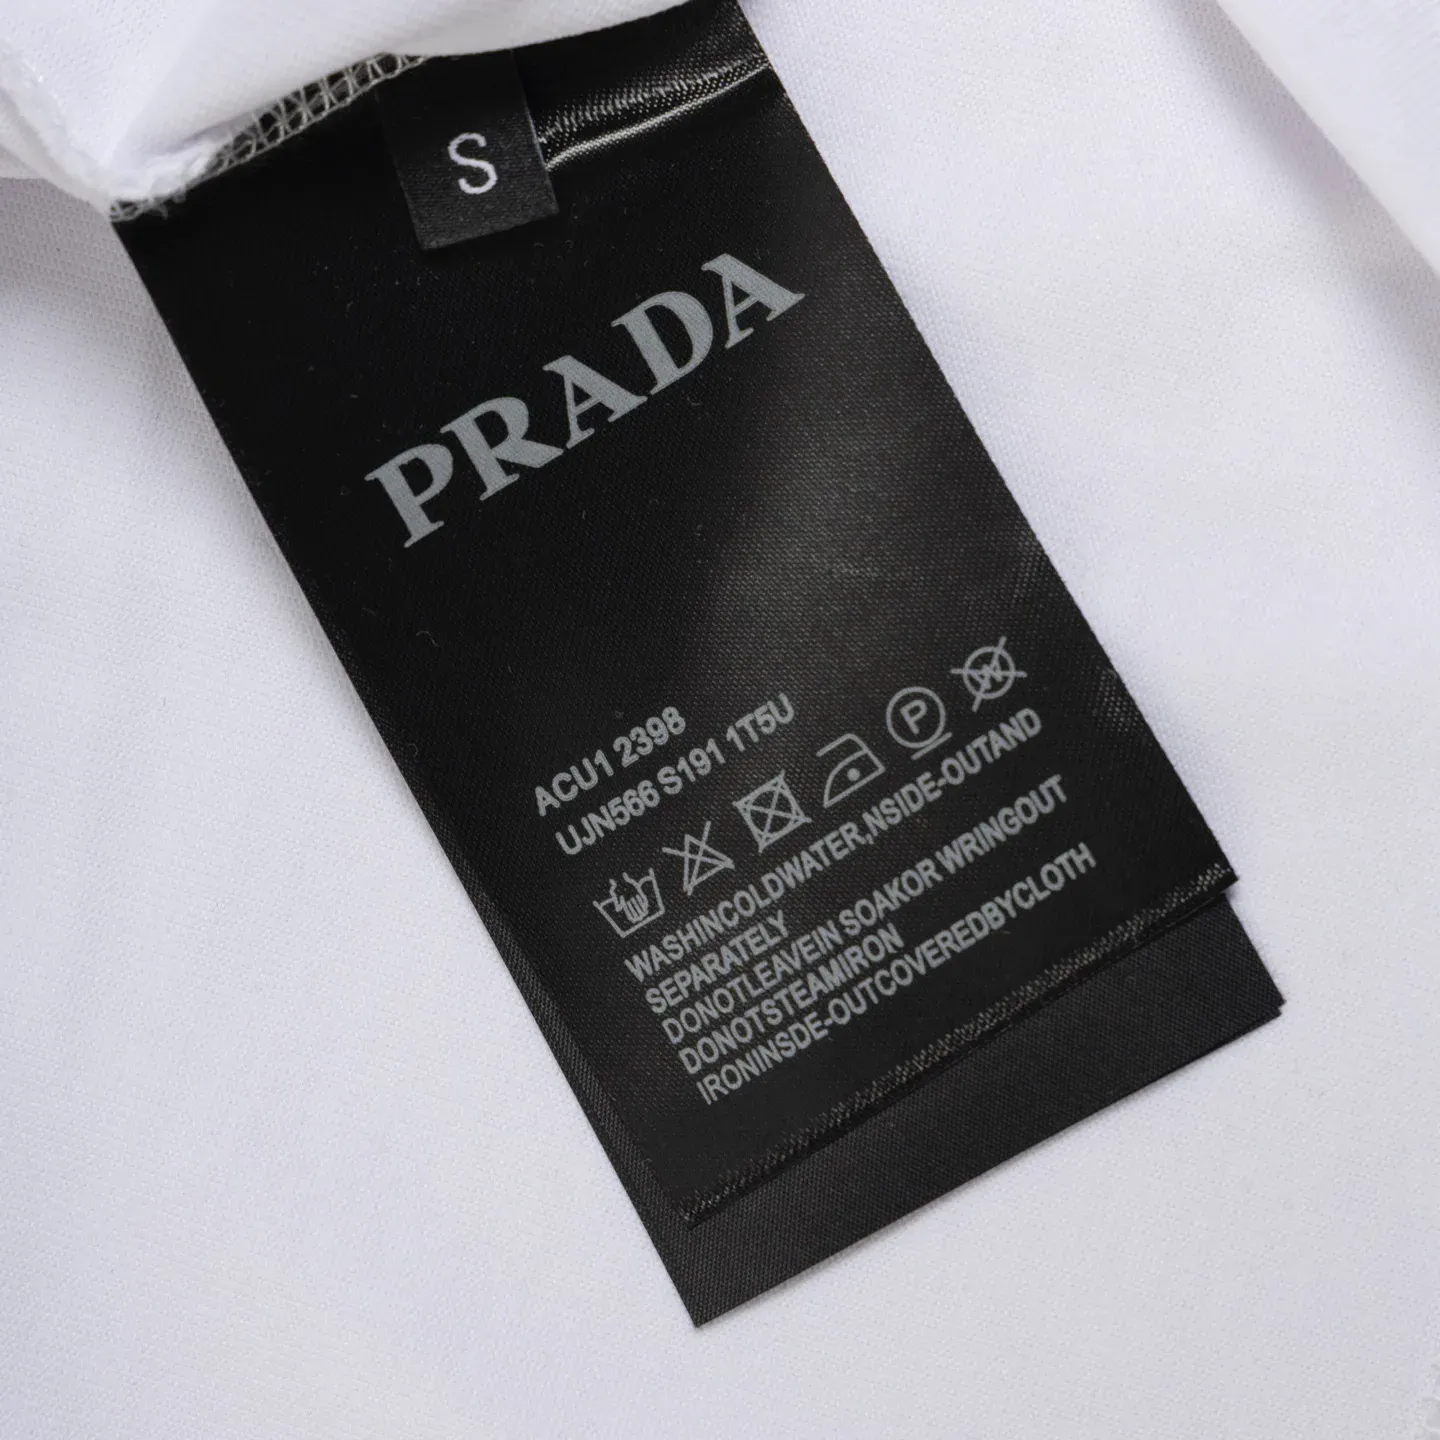 S
PRADA
ACU1 2398
UJN566 S191 1T5U
P
W
WASHINCOLDWATER,NSIDE-OUTAND
SEPARATELY
DONOTLEAVEIN SOAKOR WRINGOUT
DONOTSTEAMIRON
IRONINSDE-OUTCOVEREDBYCLOTH